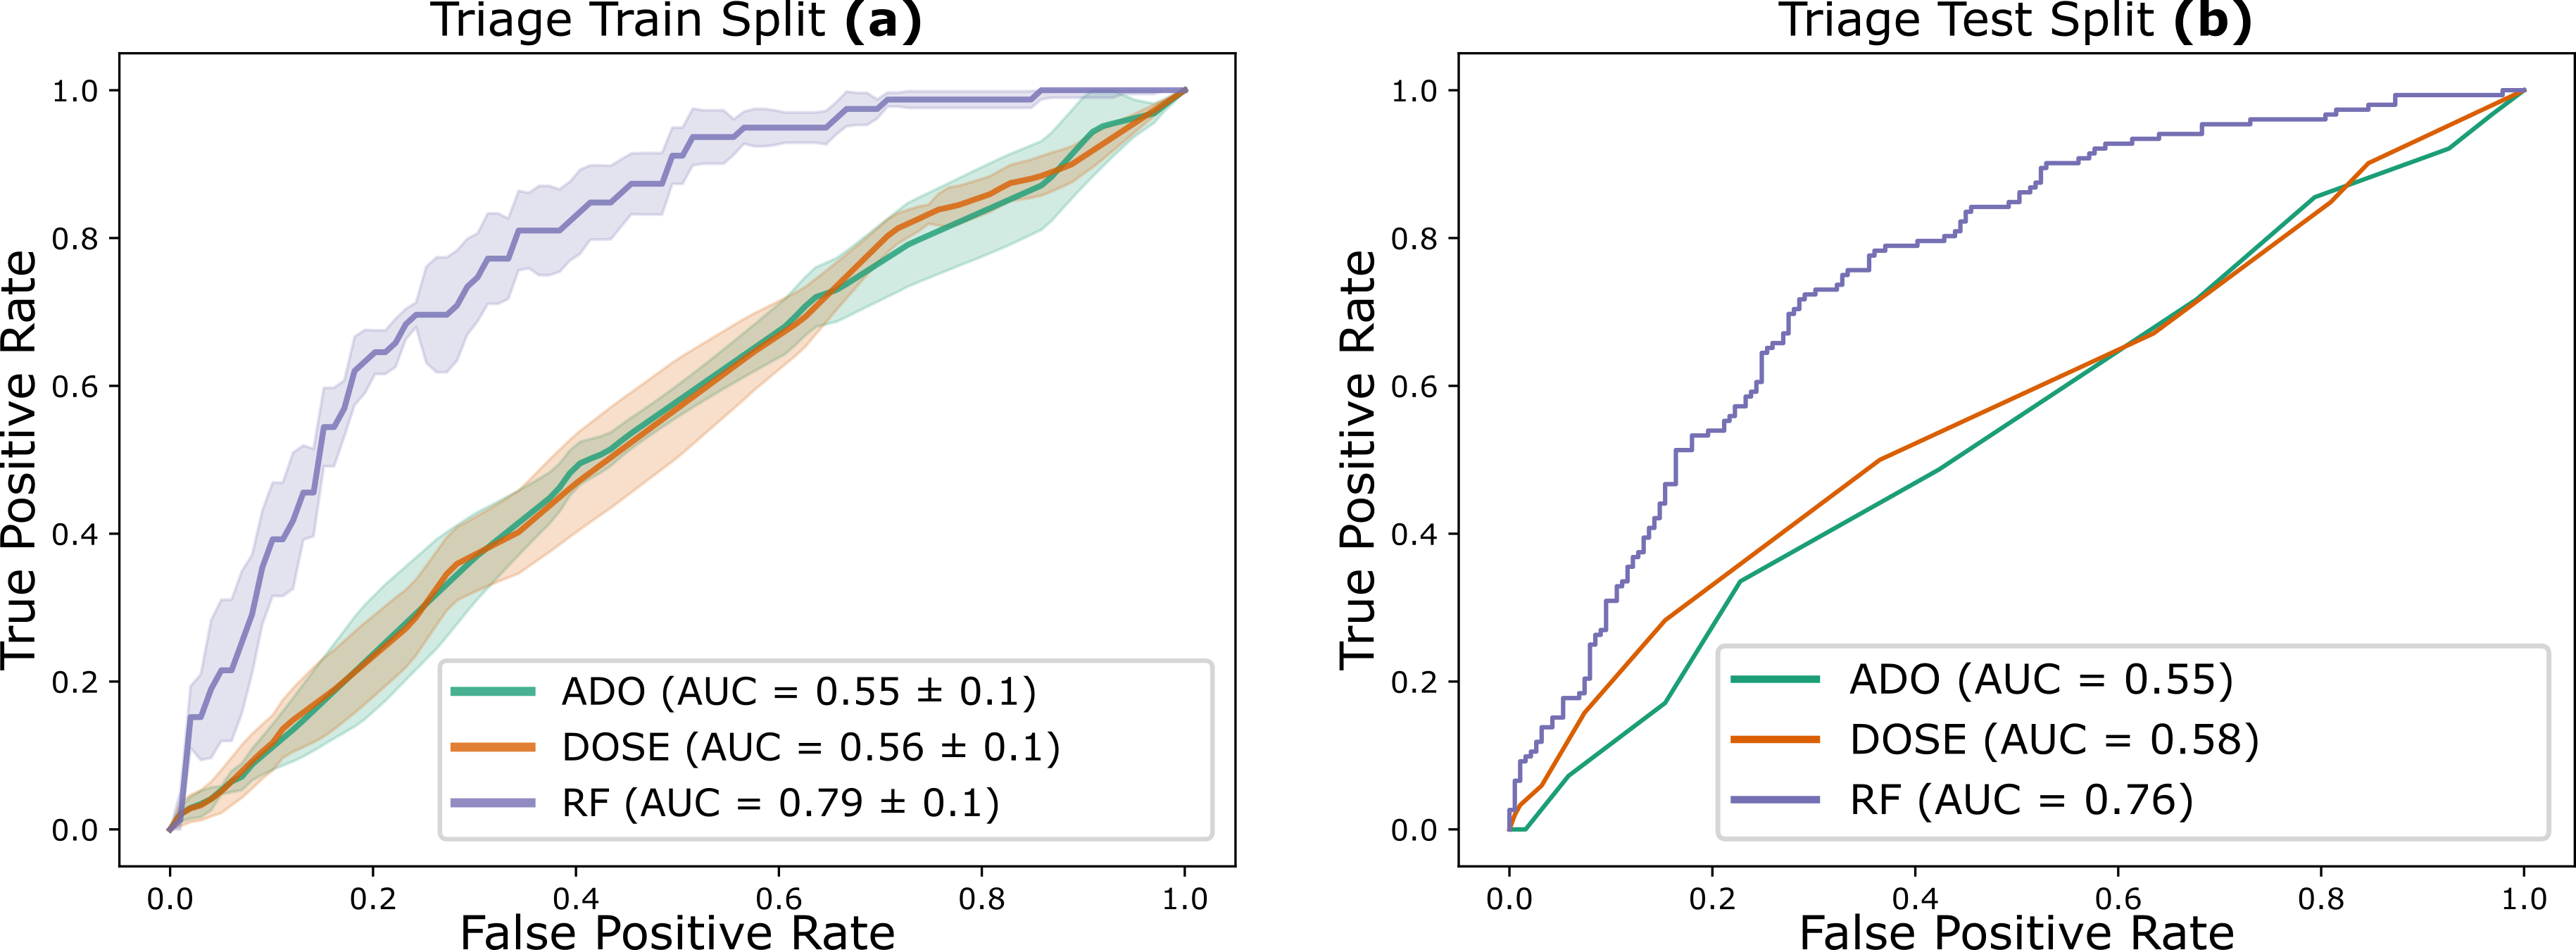 Triage Train Split (a)
True Positive Rate
1.0
0.8
0.6
0.4
0.2
0.0
ADO (AUC = 0.55 ± 0.1)
DOSE (AUC = 0.56 ± 0.1)
RF (AUC = 0.79 ± 0.1)
0.0 0.2 0.4 0.6 0.8 1.0
False Positive Rate
Triage Test Split (b)
True Positive Rate
1.0
0.8
0.6
0.4
0.2
0.0
ADO (AUC = 0.55)
DOSE (AUC = 0.58)
RF (AUC = 0.76)
0.0 0.2 0.4 0.6 0.8 1.0
False Positive Rate